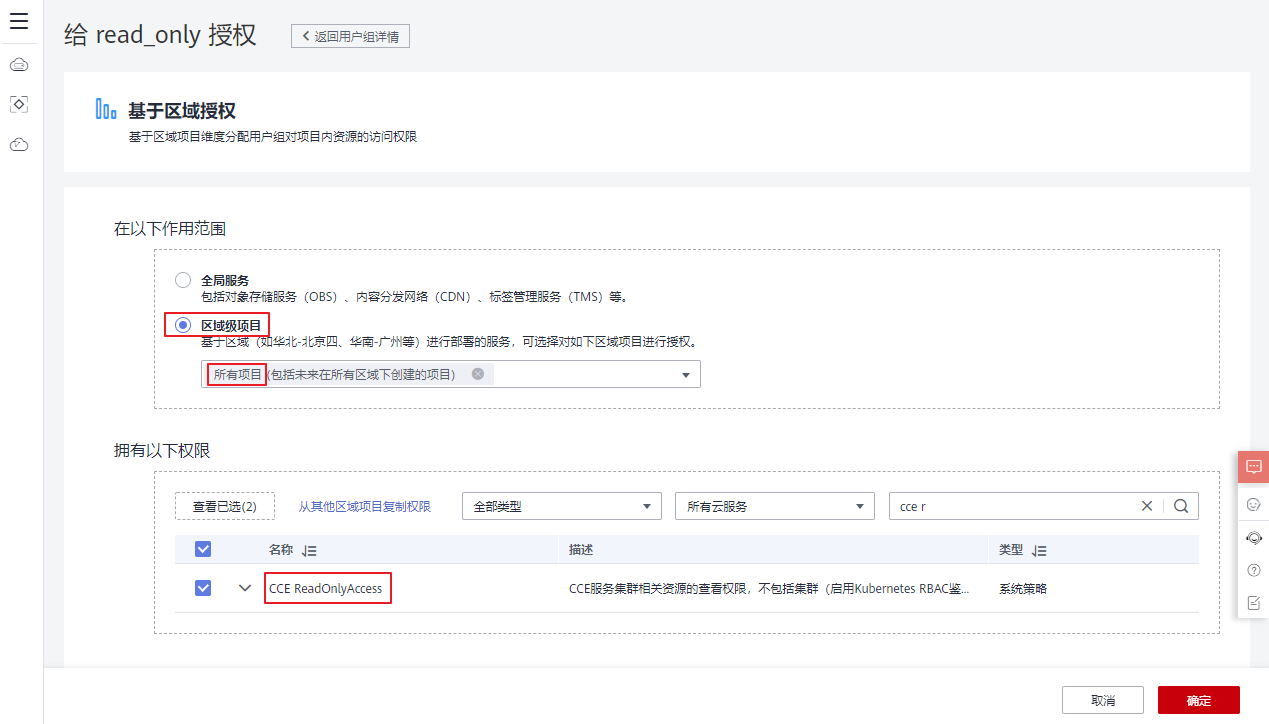 给 read_only 授权
返回用户组详情
基于区域授权
基于区域项目维度分配用户组对项目内资源的访问权限
在以下作用范围
全局服务
包括对象存储服务（OBS）、内容分发网络（CDN）、标签管理服务（TMS）等。
区域级项目
基于区域（如华北-北京四、华南-广州等）进行部署的服务，可选择对如下区域项目进行授权。
所有项目 (包括未来在所有区域下创建的项目)
拥有以下权限
查看已选(2) 从其他区域项目复制权限 全部类型 所有云服务 cce r
名称 描述 类型
CCE ReadOnlyAccess CCE服务集群相关资源的查看权限，不包括集群（启用Kubernetes RBAC鉴... 系统策略
取消 确定